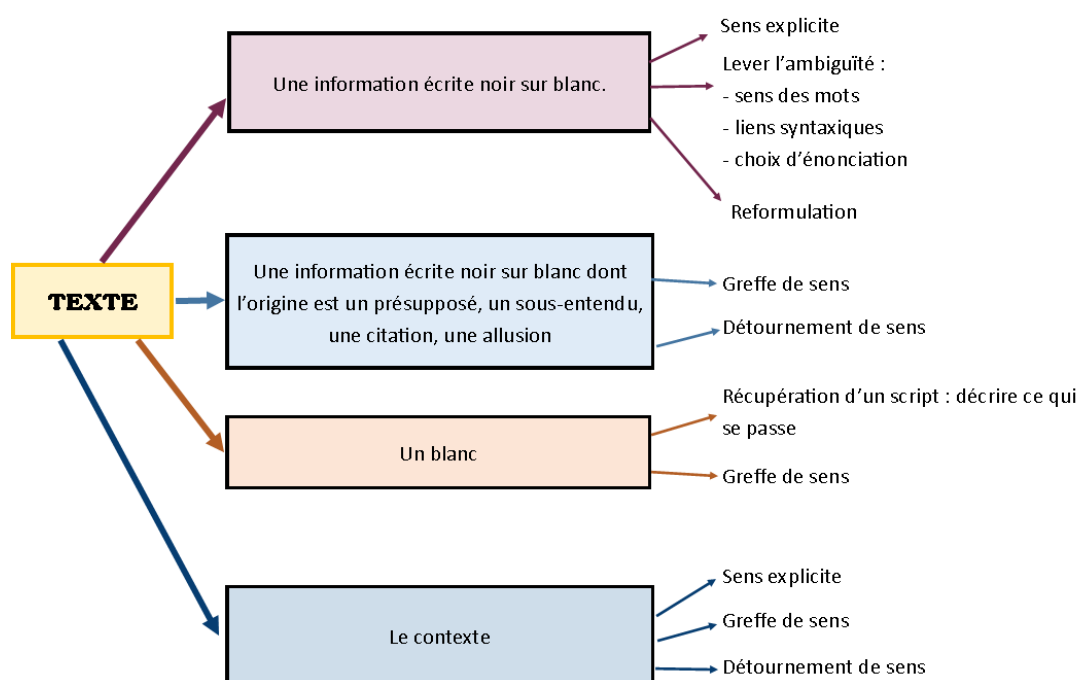 TEXTE
Une information écrite noir sur blanc.
Sens explicite
Lever l’ambiguïté :
- sens des mots
- liens syntaxiques
- choix d’énonciation
Reformulation
Une information écrite noir sur blanc dont
l’origine est un présupposé, un sous-entendu,
une citation, une allusion
Greffe de sens
Détournement de sens
Un blanc
Récupération d’un script : décrire ce qui
se passe
Greffe de sens
Le contexte
Sens explicite
Greffe de sens
Détournement de sens